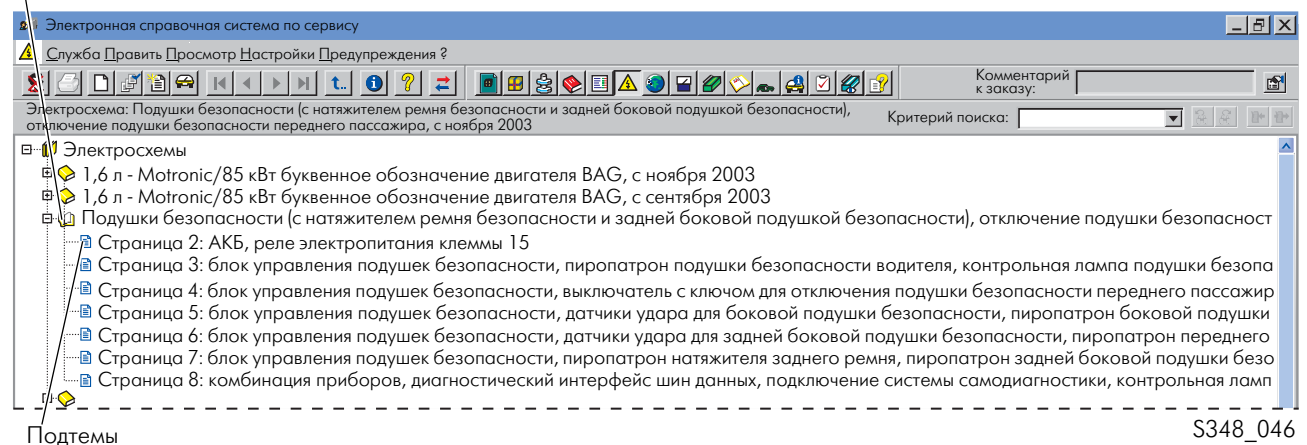 Электронная справочная система по сервису
Служба Править Просмотр Настройки Предупреждения ?
Комментарий
к заказу:
Электросхема: Подушки безопасности (с натяжителем ремня безопасности и задней боковой подушкой безопасности),
отключение подушки безопасности переднего пассажира, с ноября 2003
Критерий поиска:
Электросхемы
1,6 л - Motronic/85 кВт буквенное обозначение двигателя BAG, с ноября 2003
1,6 л - Motronic/85 кВт буквенное обозначение двигателя BAG, с сентября 2003
Подушки безопасности (с натяжителем ремня безопасности и задней боковой подушкой безопасности), отключение подушки безопасност
Страница 2: АКБ, реле электропитания клеммы 15
Страница 3: блок управления подушек безопасности, пиропатрон подушки безопасности водителя, контрольная лампа подушки безопа
Страница 4: блок управления подушек безопасности, выключатель с ключом для отключения подушки безопасности переднего пассажир
Страница 5: блок управления подушек безопасности, датчики удара для боковой подушки безопасности, пиропатрон боковой подушки
Страница 6: блок управления подушек безопасности, датчики удара для задней боковой подушки безопасности, пиропатрон переднего
Страница 7: блок управления подушек безопасности, пиропатрон натяжителя заднего ремня, пиропатрон задней боковой подушки безо
Страница 8: комбинация приборов, диагностический интерфейс шин данных, подключение системы самодиагностики, контрольная ламп
Подтемы
S348_046